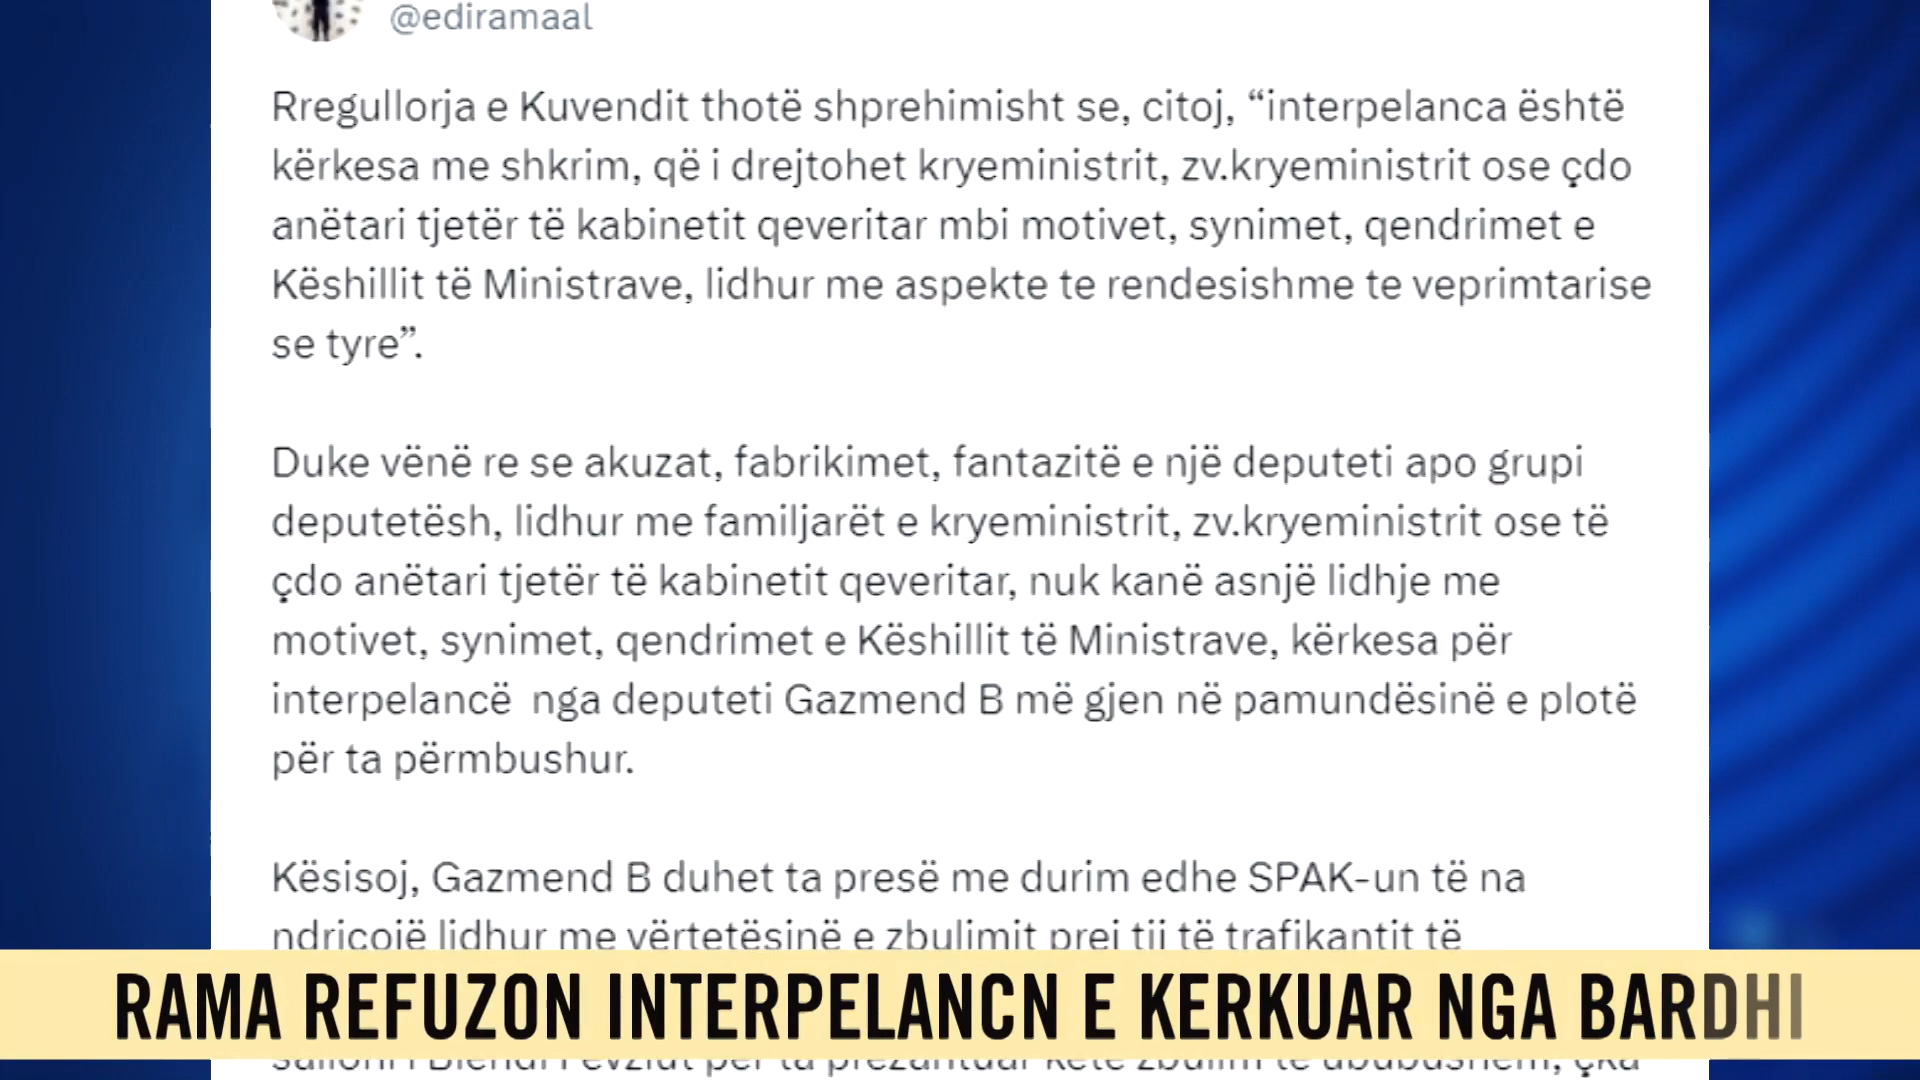 @ediramaal
Rregullorja e Kuvendit thotë shprehimisht se, citoj, “interpelanca është
kërkesa me shkrim, që i drejtohet kryeministrit, zv.kryeministrit ose çdo
anëtari tjetër të kabinetit qeveritar mbi motivet, synimet, qendrimet e
Këshillit të Ministrave, lidhur me aspekte te rendesishme te veprimtarise
se tyre”.
Duke vënë re se akuzat, fabrikimet, fantazitë e një deputeti apo grupi
deputetësh, lidhur me familjarët e kryeministrit, zv.kryeministrit ose të
çdo anëtari tjetër të kabinetit qeveritar, nuk kanë asnjë lidhje me
motivet, synimet, qendrimet e Këshillit të Ministrave, kërkesa për
interpelancë nga deputeti Gazmend B më gjen në pamundësinë e plotë
për ta përmbushur.
Kësisoj, Gazmend B duhet ta presë me durim edhe SPAK-un të na
ndriçojë lidhur me vërtetësinë e zbulimit prej tij të trafikantit të
RAMA REFUZON INTERPELANCN E KERKUAR NGA BARDHI